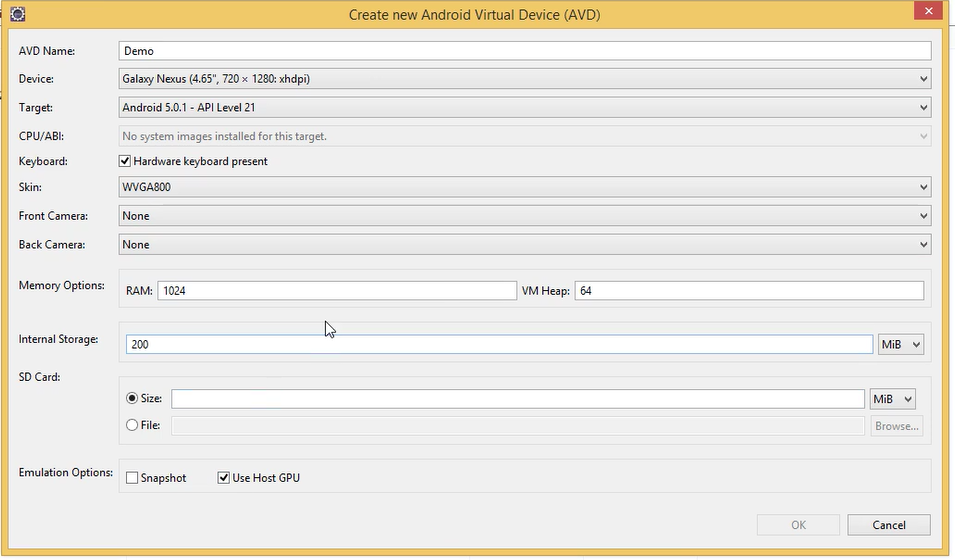 Create new Android Virtual Device (AVD)
AVD Name: Demo
Device: Galaxy Nexus (4.65", 720 × 1280: xhdpi)
Target: Android 5.0.1 - API Level 21
CPU/ABI: No system images installed for this target.
Keyboard: Hardware keyboard present
Skin: WVGA800
Front Camera: None
Back Camera: None
Memory Options: RAM: 1024 VM Heap: 64
Internal Storage: 200 MiB
SD Card:
Size: MiB
File: Browse...
Emulation Options: Snapshot Use Host GPU
OK Cancel